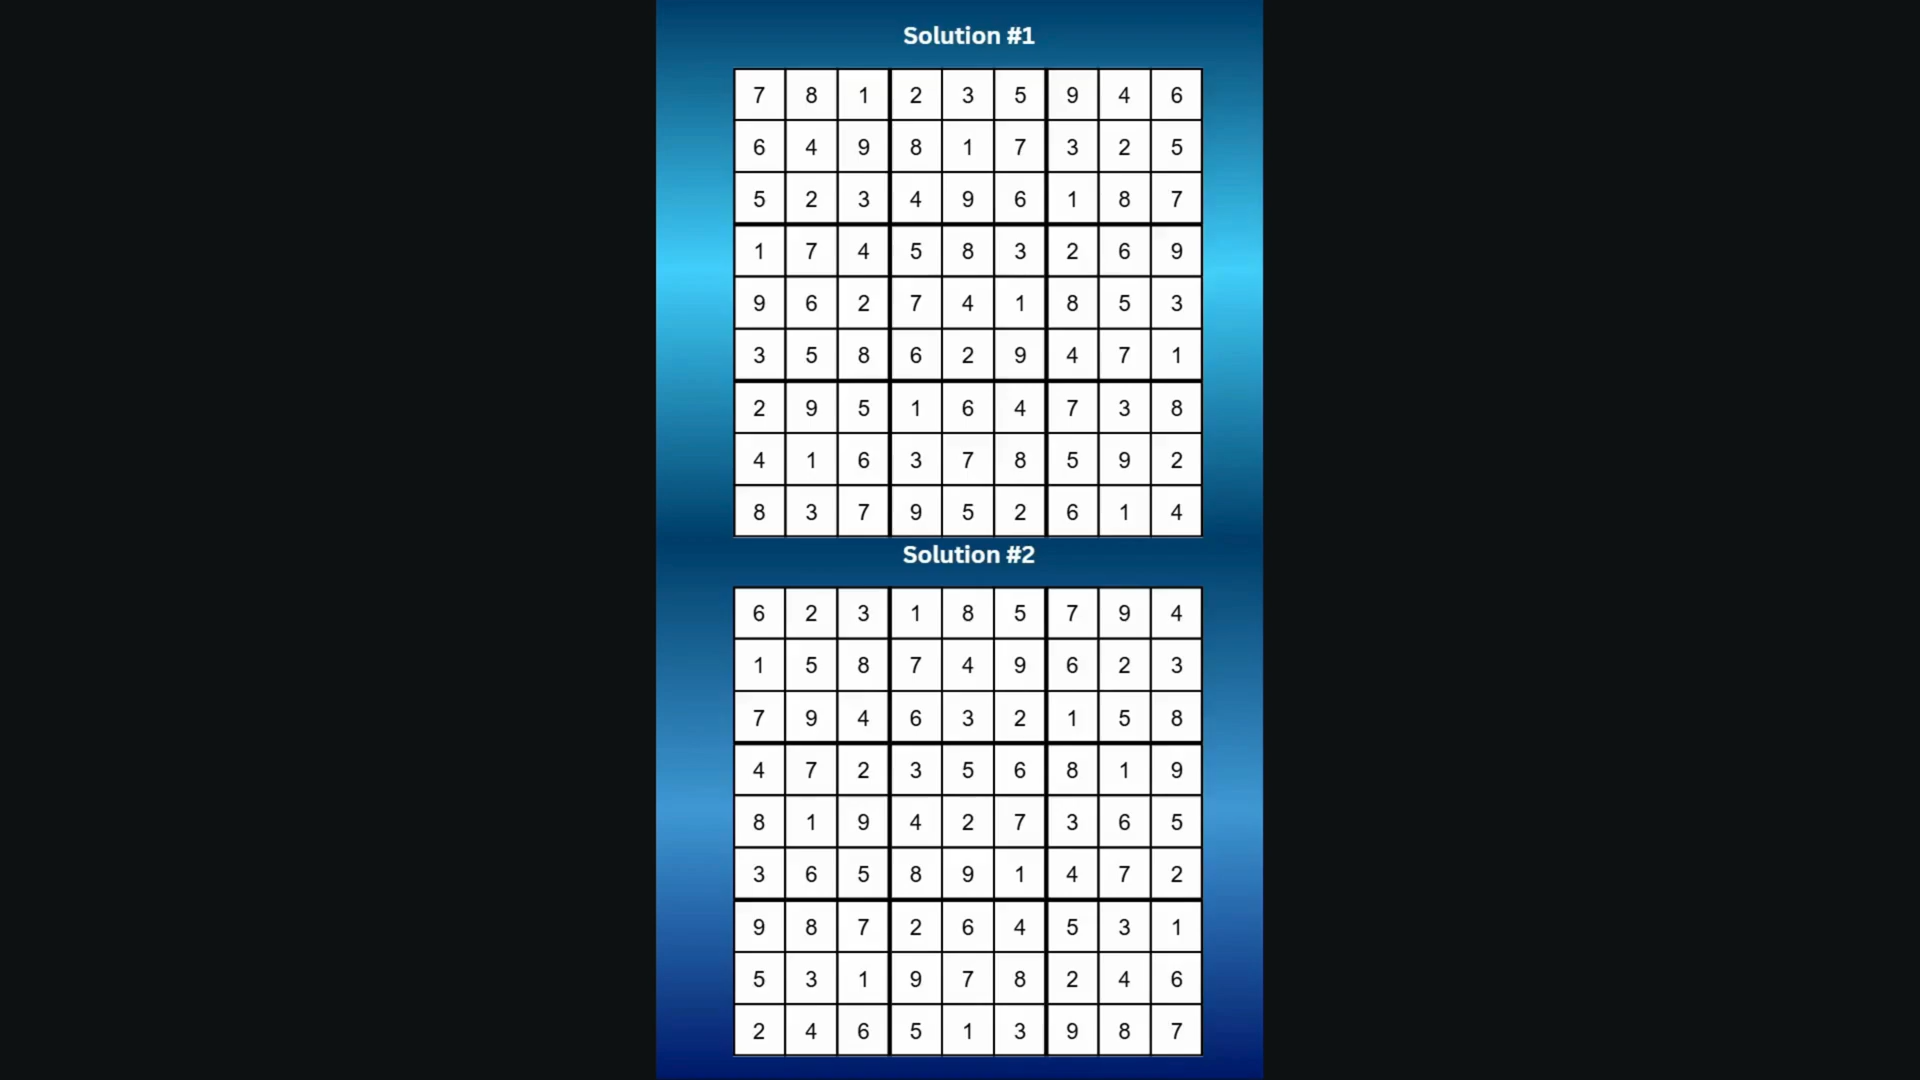 Solution #1
7 8 1 2 3 5 9 4 6
6 4 9 8 1 7 3 2 5
5 2 3 4 9 6 1 8 7
1 7 4 5 8 3 2 6 9
9 6 2 7 4 1 8 5 3
3 5 8 6 2 9 4 7 1
2 9 5 1 6 4 7 3 8
4 1 6 3 7 8 5 9 2
8 3 7 9 5 2 6 1 4
Solution #2
6 2 3 1 8 5 7 9 4
1 5 8 7 4 9 6 2 3
7 9 4 6 3 2 1 5 8
4 7 2 3 5 6 8 1 9
8 1 9 4 2 7 3 6 5
3 6 5 8 9 1 4 7 2
9 8 7 2 6 4 5 3 1
5 3 1 9 7 8 2 4 6
2 4 6 5 1 3 9 8 7